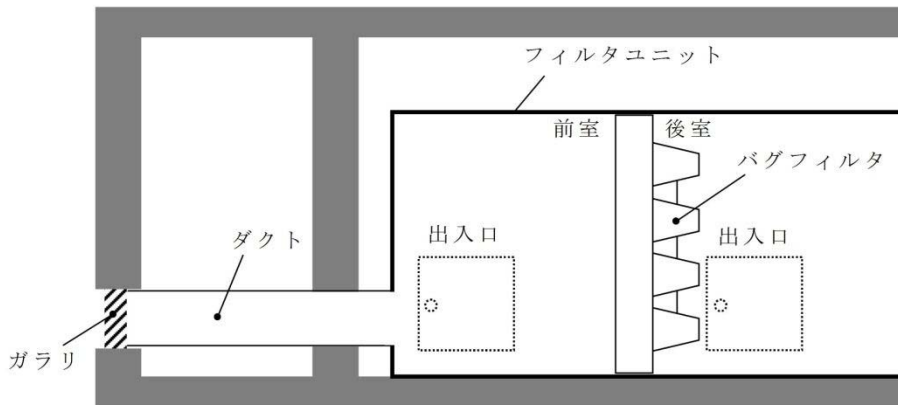 フィルタユニット
前室
後室
バグフィルタ
ダクト
出入口
出入口
ガラリ